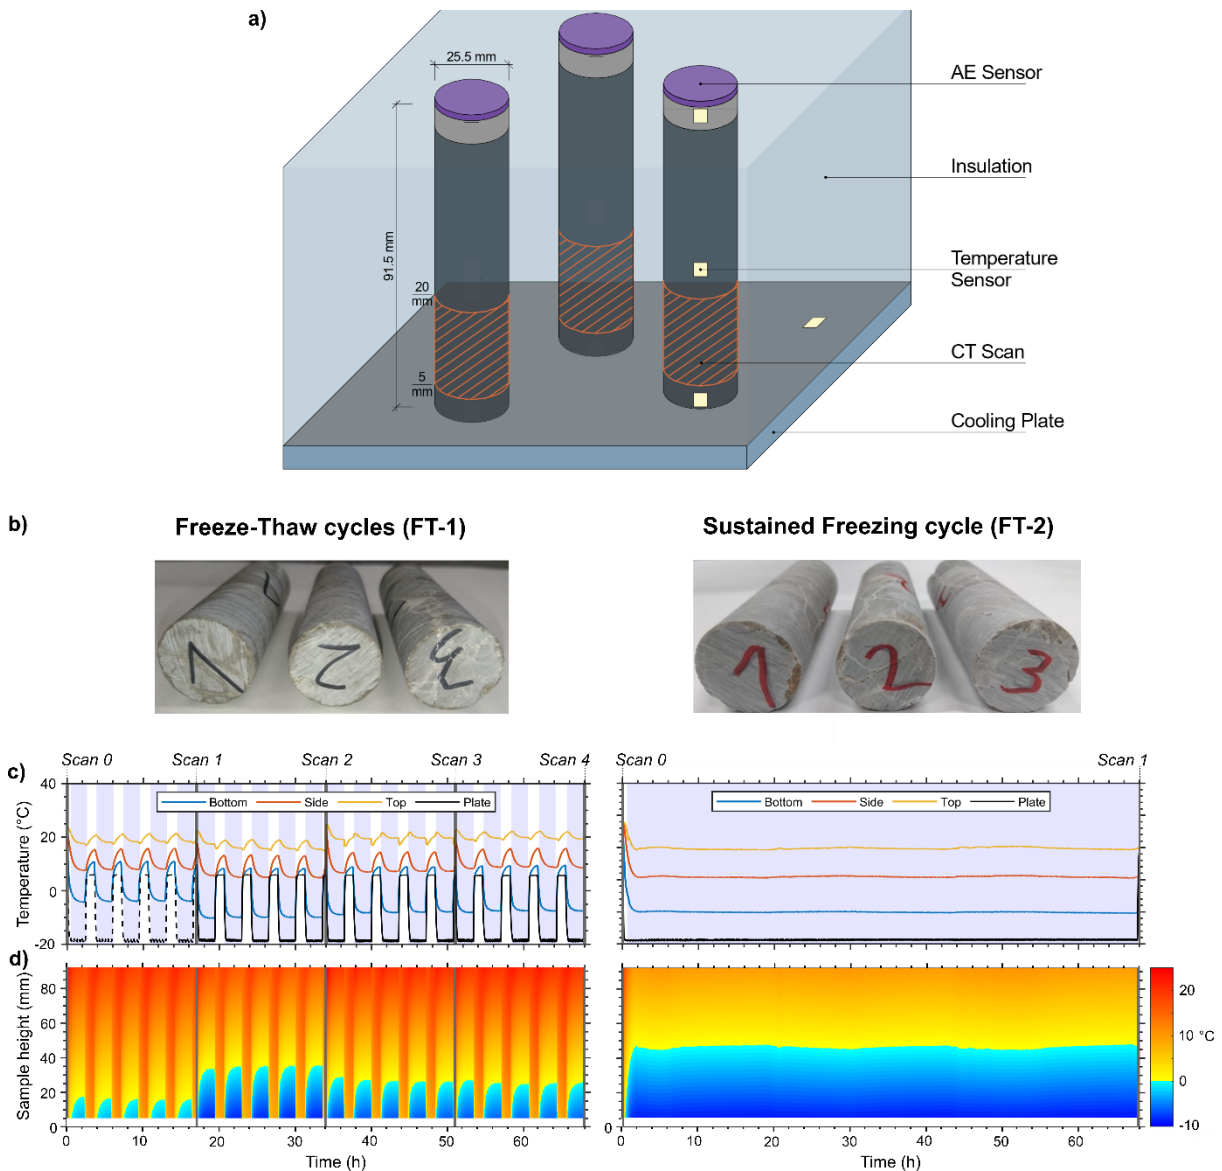 a)
25.5 mm
91.5 mm
20
mm
5
mm
AE Sensor
Insulation
Temperature
Sensor
CT Scan
Cooling Plate
b)
Freeze-Thaw cycles (FT-1)
Sustained Freezing cycle (FT-2)
1
2
3
1
2
3
c)
Scan 0
Scan 1
Scan 2
Scan 3
Scan 4
Scan 0
Scan 1
Temperature (°C)
40
20
0
-20
Bottom
Side
Top
Plate
Bottom
Side
Top
Plate
d)
Sample height (mm)
80
60
40
20
0
0
10
20
30
40
50
60
Time (h)
0
10
20
30
40
50
60
Time (h)
20
10 °C
0
-10